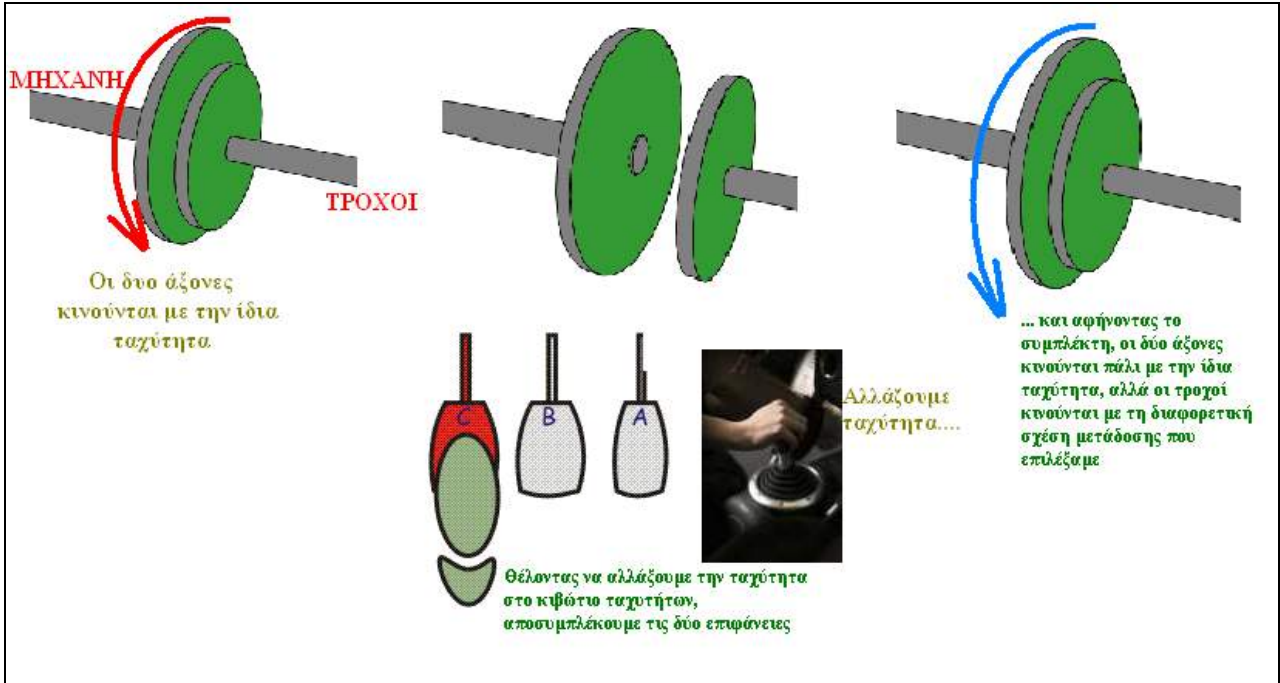 ΜΗΧΑΝΗ
ΤΡΟΧΟΙ
Οι δυο άξονες
κινούνται με την ίδια
ταχύτητα
C
B
A
Θέλοντας να αλλάξουμε την ταχύτητα
στο κιβώτιο ταχυτήτων,
αποσυμπλέκουμε τις δύο επιφάνειες
Αλλάζουμε
ταχύτητα....
... και αφήνοντας το
συμπλέκτη, οι δύο άξονες
κινούνται πάλι με την ίδια
ταχύτητα, αλλά οι τροχοί
κινούνται με τη διαφορετική
σχέση μετάδοσης που
επιλέξαμε